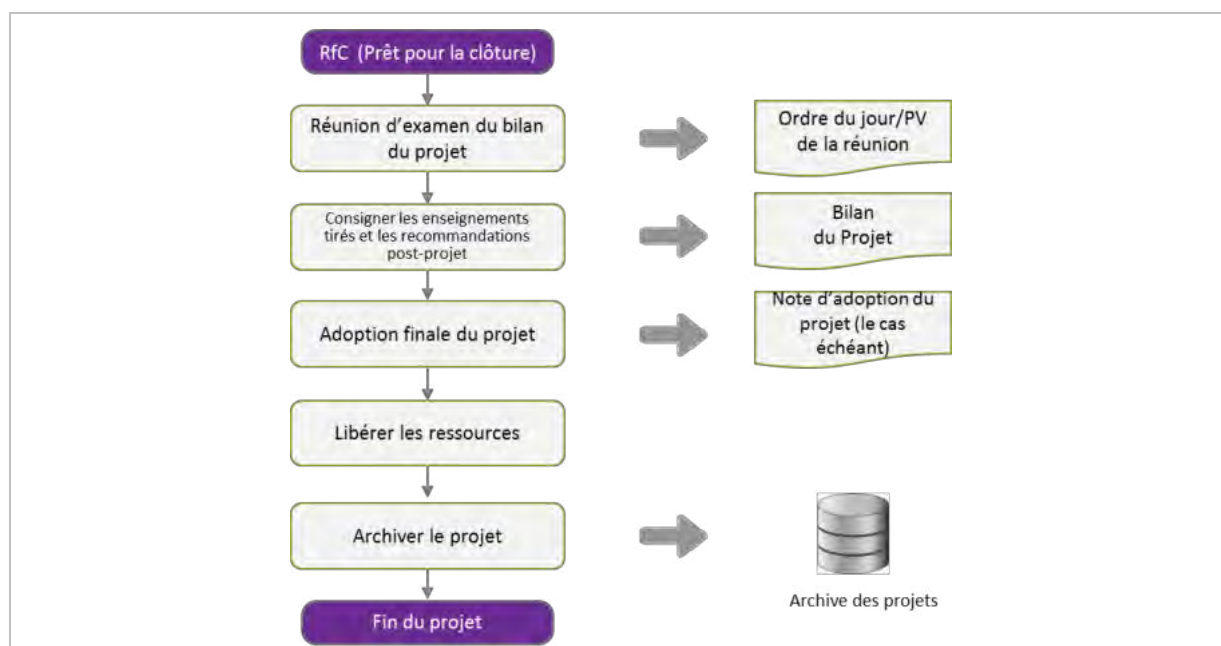 RfC (Prêt pour la clôture)
Réunion d'examen du bilan
du projet
Ordre du jour/PV
de la réunion
Consigner les enseignements
tirés et les recommandations
post-projet
Bilan
du Projet
Adoption finale du projet
Note d'adoption du
projet (le cas
échéant)
Libérer les ressources
Archiver le projet
Archive des projets
Fin du projet